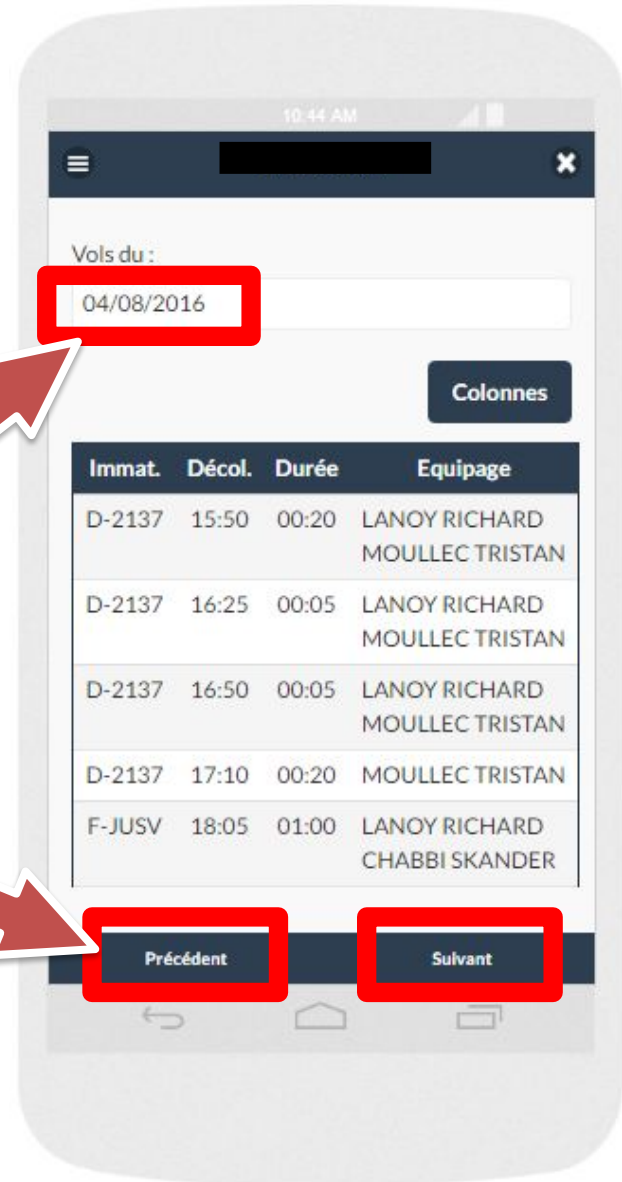 10:44 AM
Vols du :
04/08/2016
Colonnes
Immat. Décol. Durée Equipage
D-2137 15:50 00:20 LANOY RICHARD
MOULLEC TRISTAN
D-2137 16:25 00:05 LANOY RICHARD
MOULLEC TRISTAN
D-2137 16:50 00:05 LANOY RICHARD
MOULLEC TRISTAN
D-2137 17:10 00:20 MOULLEC TRISTAN
F-JUSV 18:05 01:00 LANOY RICHARD
CHABBI SKANDER
Précédent Suivant